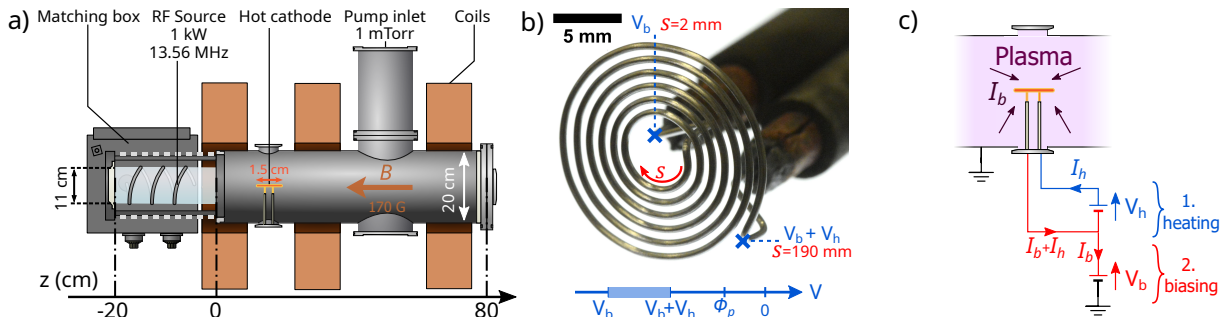 a)
Matching box
RF Source
1 kW
13.56 MHz
Hot cathode
Pump inlet
1 mTorr
Coils
11 cm
1.5 cm
B
170 G
20 cm
z (cm)
-20
0
80
b)
5 mm
V_b
s=2 mm
s
V_b + V_h
s=190 mm
V_b
V_b+V_h
Φ_p
0
V
c)
Plasma
I_b
I_h
V_h
1.
heating
I_b+I_h
I_b
V_b
2.
biasing